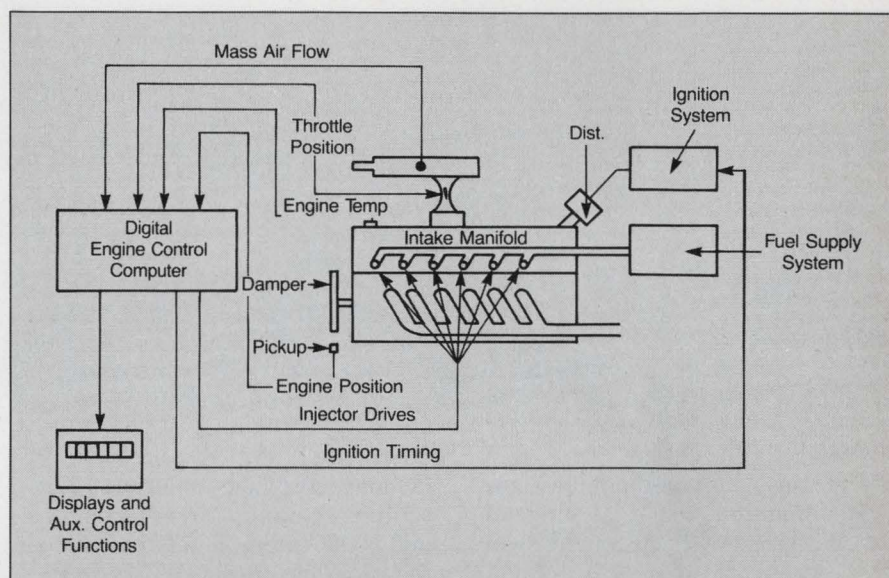 Mass Air Flow
Ignition
System
Throttle
Position
Dist.
Engine Temp
Digital
Engine Control
Computer
Intake Manifold
Fuel Supply
System
Damper
Pickup
Engine Position
Injector Drives
Ignition Timing
Displays and
Aux. Control
Functions